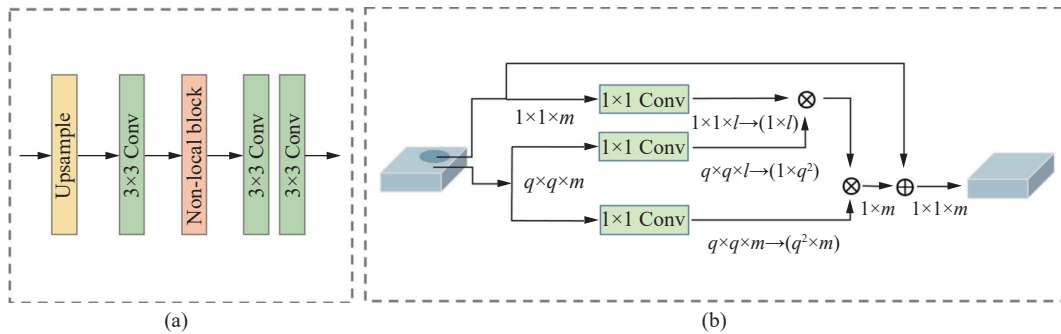 Upsample
3×3 Conv
Non-local block
3×3 Conv
3×3 Conv
(a)
1×1×m
1×1 Conv
1×1×l→(1×l)
q×q×m
1×1 Conv
q×q×l→(1×q²)
1×1 Conv
q×q×m→(q²×m)
1×m
1×1×m
(b)